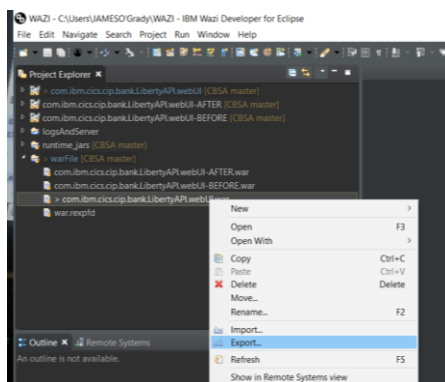 WAZI - C:\Users\JAMESO'Grady\WAZI - IBM Wazi Developer for Eclipse
File Edit Navigate Search Project Run Window Help
Project Explorer
> com.ibm.cics.cip.bank.LibertyAPI.webUI [CBSA master]
com.ibm.cics.cip.bank.LibertyAPI.webUI-AFTER [CBSA master]
com.ibm.cics.cip.bank.LibertyAPI.webUI-BEFORE [CBSA master]
logsAndServer
runtime_jars [CBSA master]
> warFile [CBSA master]
com.ibm.cics.cip.bank.LibertyAPI.webUI-AFTER.war
com.ibm.cics.cip.bank.LibertyAPI.webUI-BEFORE.war
> com.ibm.cics.cip.bank.LibertyAPI.webUI.war
war.rexpfd
New
Open F3
Open With
Copy Ctrl+C
Paste Ctrl+V
Delete Delete
Move...
Rename... F2
Import...
Export...
Refresh F5
Show in Remote Systems view
Outline Remote Systems
An outline is not available.